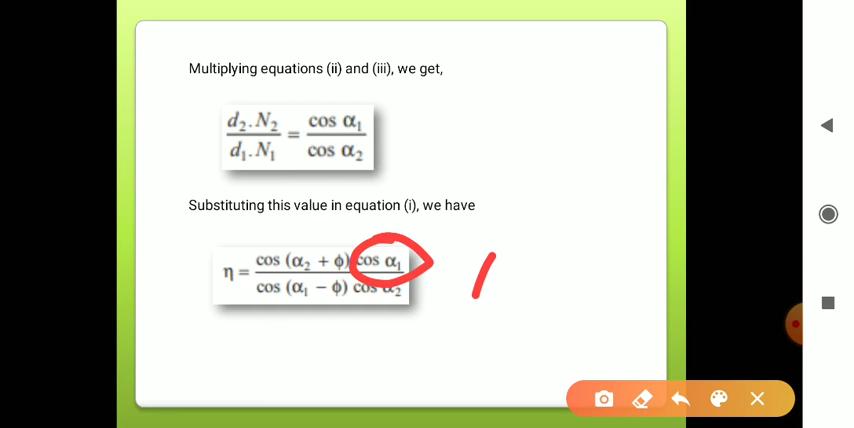 Multiplying equations (ii) and (iii), we get,
d₂.N₂ / d₁.N₁ = cos α₁ / cos α₂
Substituting this value in equation (i), we have
η = cos (α₂ + ϕ) cos α₁ / cos (α₁ − ϕ) cos α₂